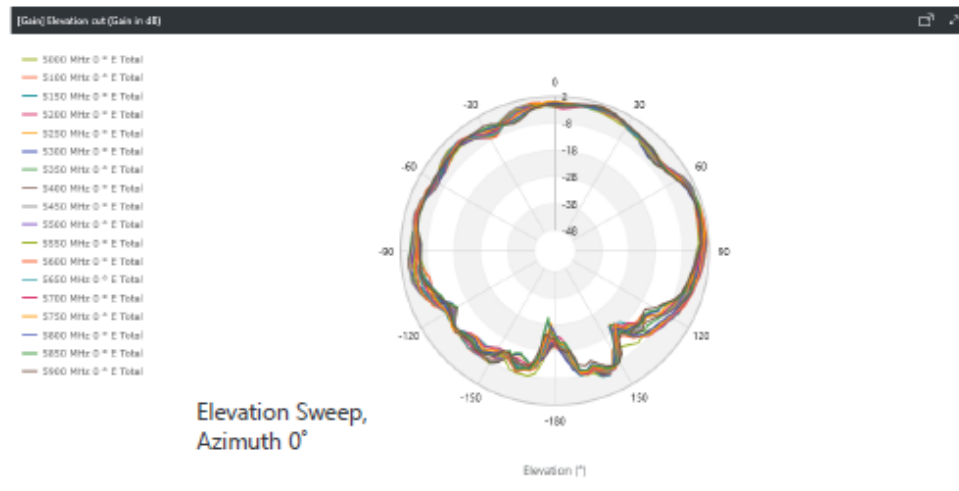 [Gain] Elevation cut (Gain in dB)
5000 MHz 0 ° E Total
5100 MHz 0 ° E Total
5150 MHz 0 ° E Total
5200 MHz 0 ° E Total
5250 MHz 0 ° E Total
5300 MHz 0 ° E Total
5350 MHz 0 ° E Total
5400 MHz 0 ° E Total
5450 MHz 0 ° E Total
5500 MHz 0 ° E Total
5550 MHz 0 ° E Total
5600 MHz 0 ° E Total
5650 MHz 0 ° E Total
5700 MHz 0 ° E Total
5750 MHz 0 ° E Total
5800 MHz 0 ° E Total
5850 MHz 0 ° E Total
5900 MHz 0 ° E Total
0
-30
2
30
-8
-18
-60
60
-28
-38
-48
-90
90
-120
120
-150
150
-180
Elevation Sweep,
Azimuth 0°
Elevation (°)